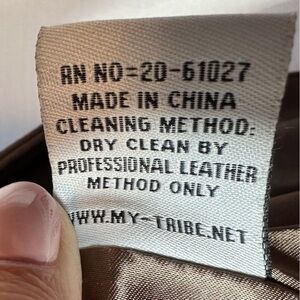 RN NO=20-61027
MADE IN CHINA
CLEANING METHOD:
DRY CLEAN BY
PROFESSIONAL LEATHER
METHOD ONLY
WWW.MY-TRIBE.NET